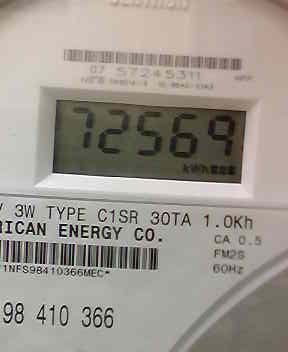 07 57245311
72569
kWh
V 3W TYPE C1SR 30TA 1.0Kh
RICAN ENERGY CO.
CA 0.5
FM2S
60Hz
1NFS98410366MEC*
98 410 366